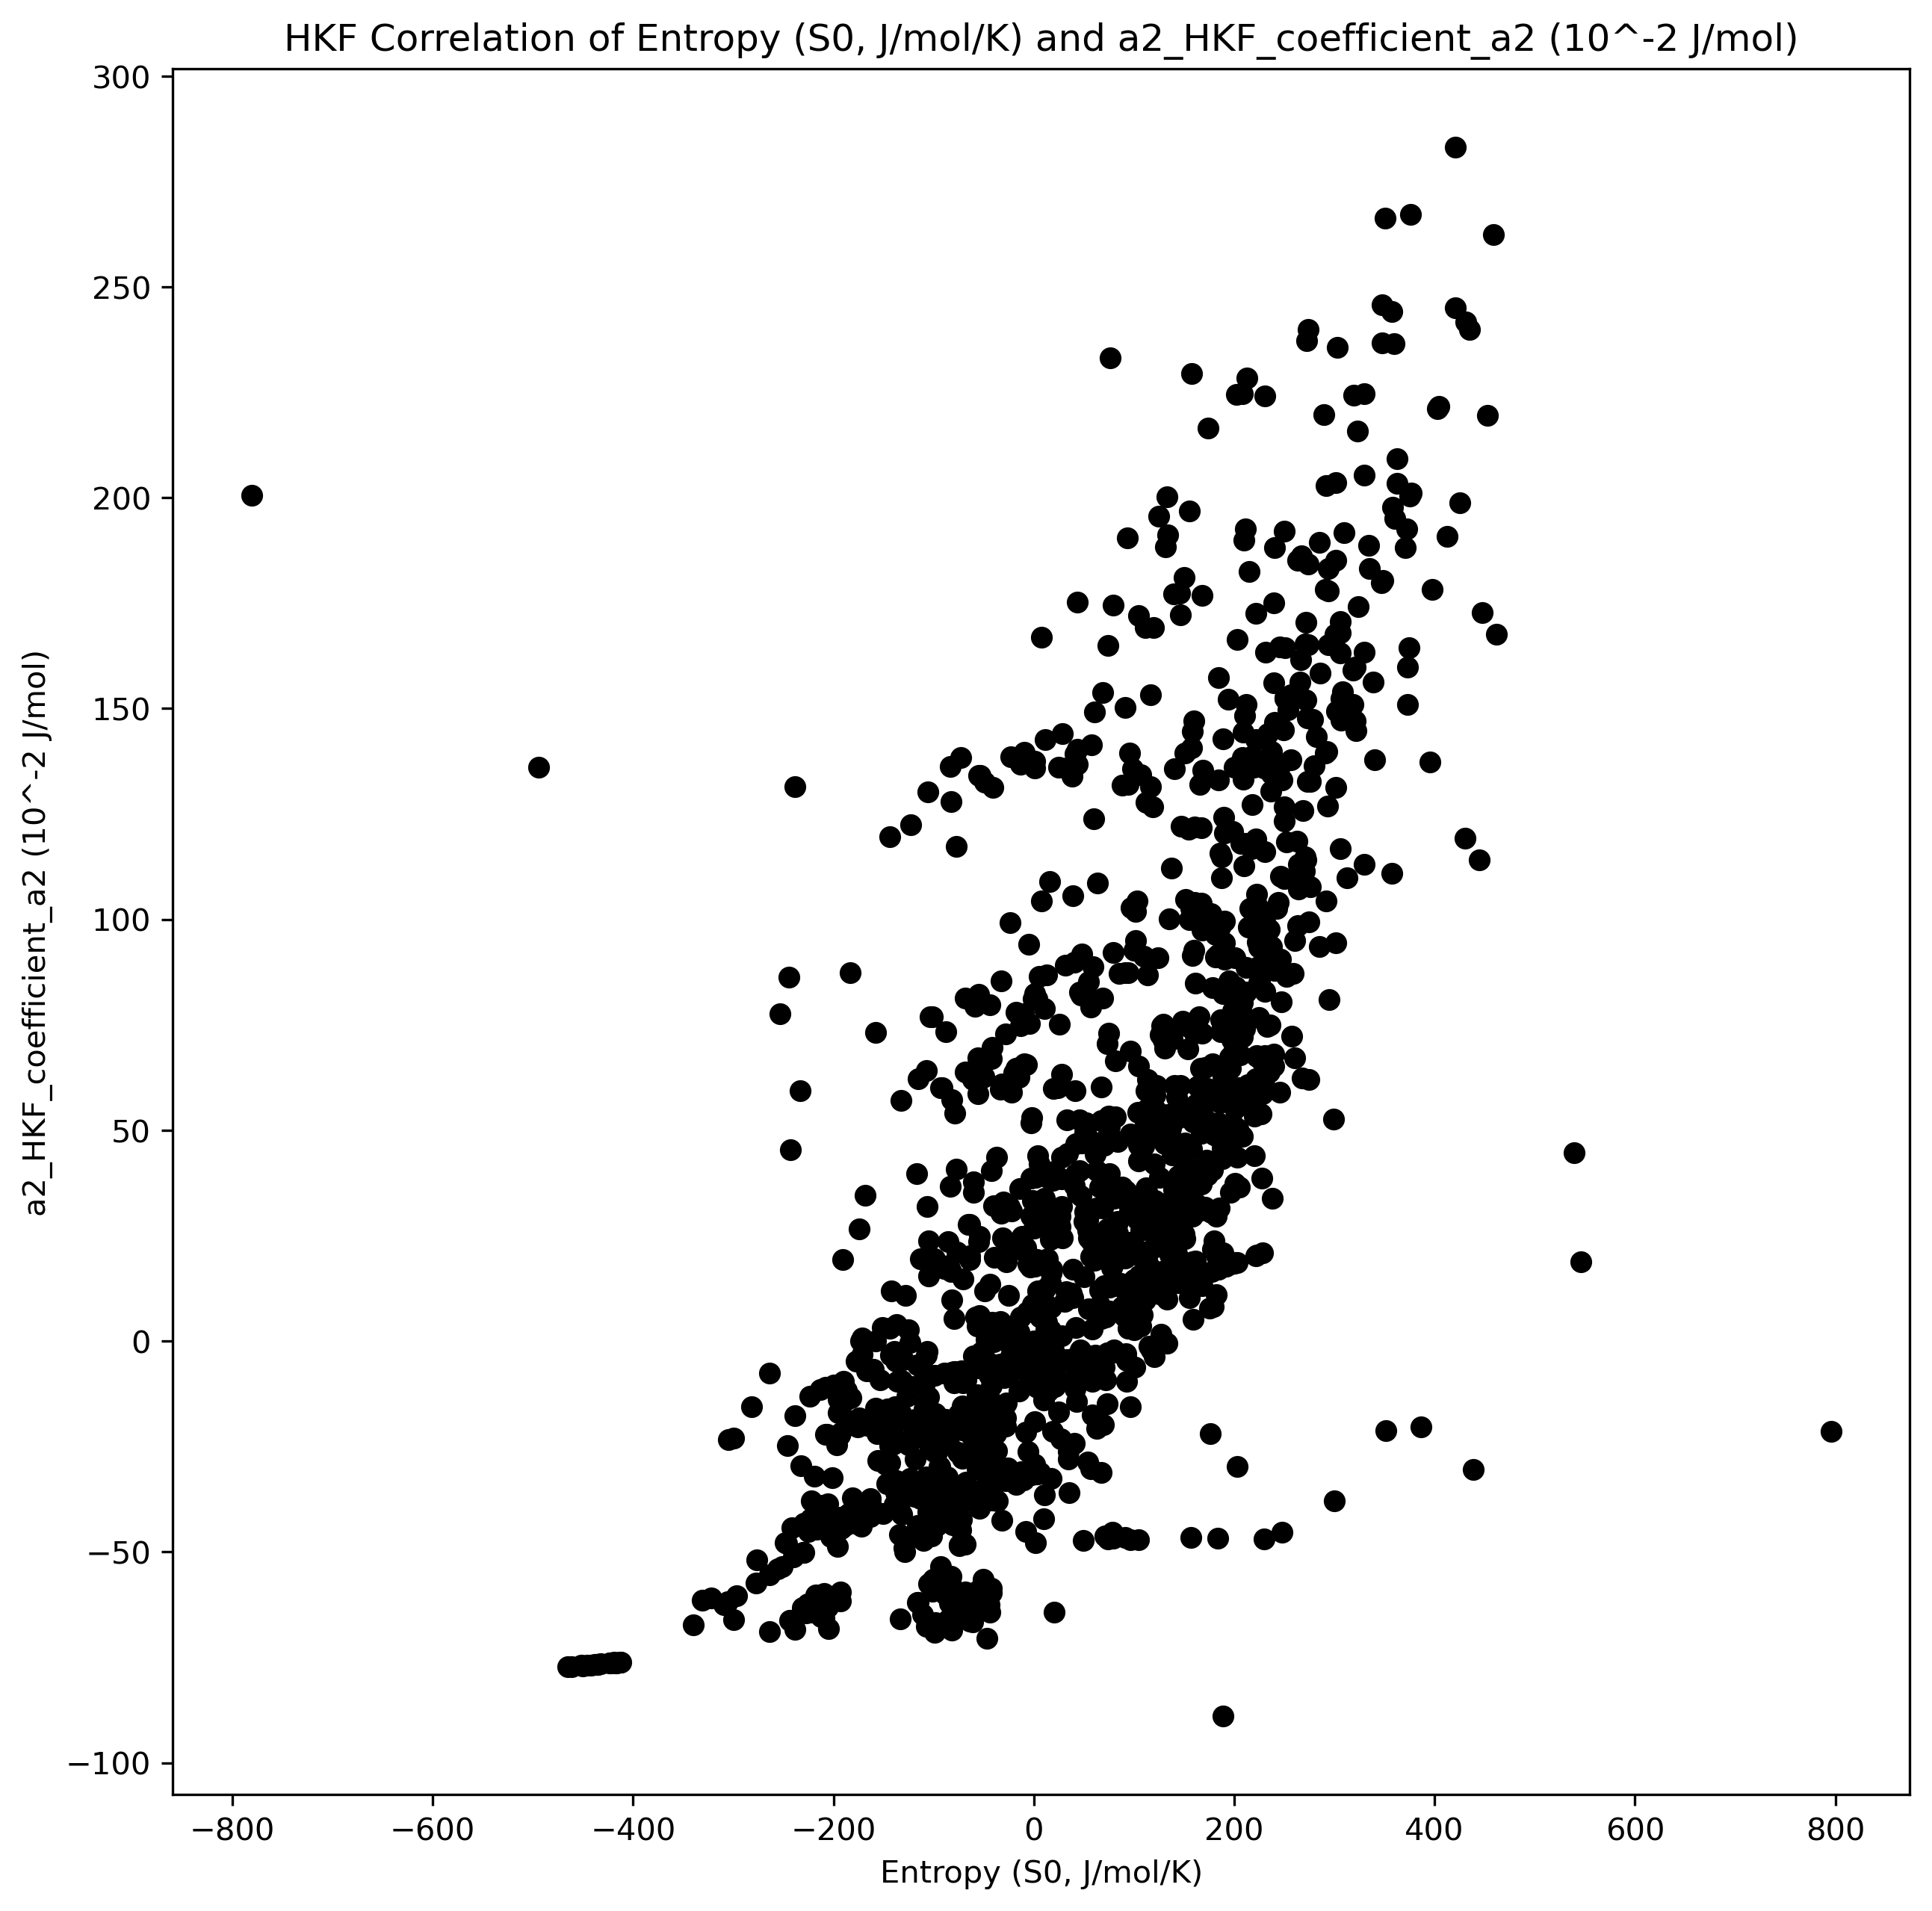 HKF Correlation of Entropy (S0, J/mol/K) and a2_HKF_coefficient_a2 (10^-2 J/mol)
a2_HKF_coefficient_a2 (10^-2 J/mol)
300
250
200
150
100
50
0
−50
−100
−800 −600 −400 −200 0 200 400 600 800
Entropy (S0, J/mol/K)